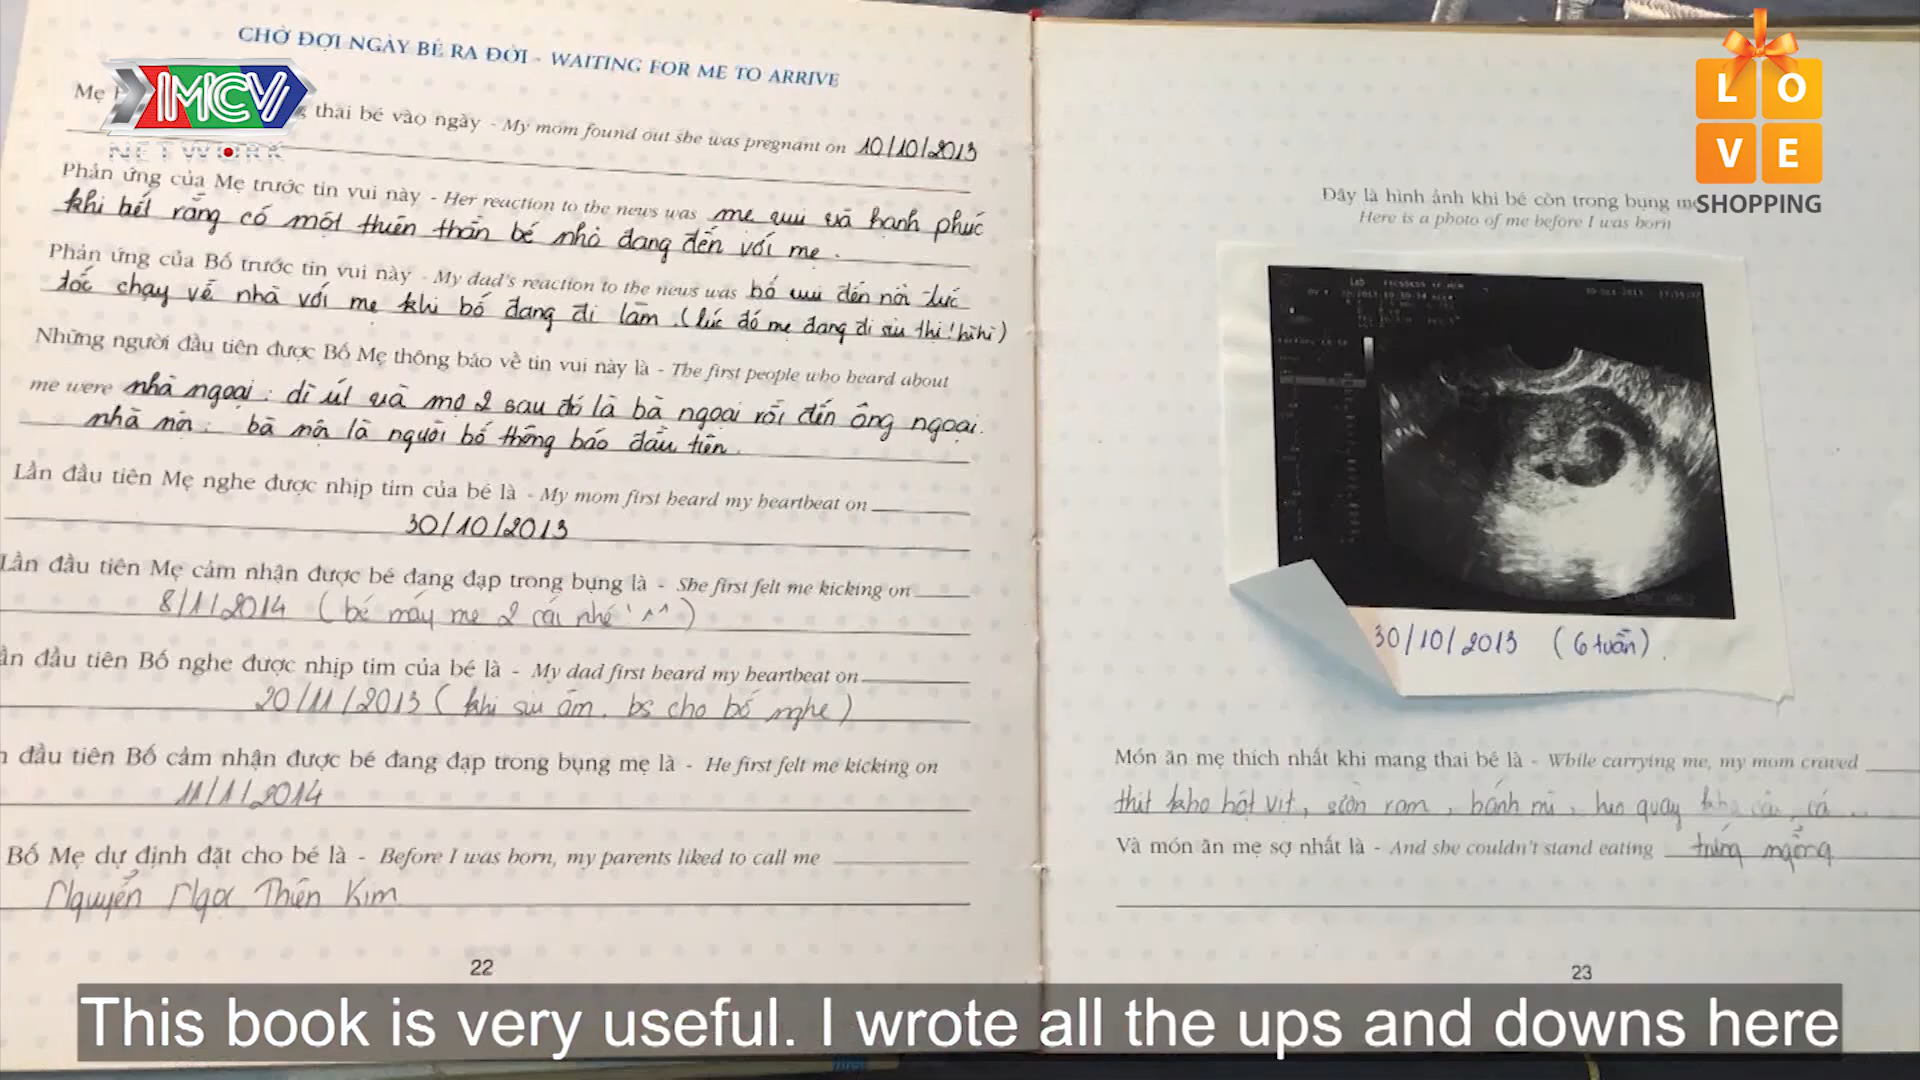 CHỜ ĐỢI NGÀY BÉ RA ĐỜI - WAITING FOR ME TO ARRIVE
Mẹ thai bé vào ngày - My mom found out she was pregnant on 10/10/2013
Phản ứng của Mẹ trước tin vui này - Her reaction to the news was mẹ vui và hạnh phúc
khi biết rằng có một thiên thần bé nhỏ đang đến với mẹ.
Phản ứng của Bố trước tin vui này - My dad's reaction to the news was bố vui đến nỗi tức
tốc chạy về nhà với mẹ khi bố đang đi làm. (lúc đó mẹ đang đi siu thị! hihi)
Những người đầu tiên được Bố Mẹ thông báo về tin vui này là - The first people who heard about
me were nhà ngoại: dì út và mợ 2 sau đó là bà ngoại rồi đến ông ngoại.
nhà nội: bà nội là người bố thông báo đầu tiên.
Lần đầu tiên Mẹ nghe được nhịp tim của bé là - My mom first heard my heartbeat on
30/10/2013
Lần đầu tiên Mẹ cảm nhận được bé đang đạp trong bụng là - She first felt me kicking on
8/1/2014 (bé máy mẹ 2 cái nhé ^^)
ần đầu tiên Bố nghe được nhịp tim của bé là - My dad first heard my heartbeat on
20/11/2013 (khi siu âm. bs cho bố nghe)
n đầu tiên Bố cảm nhận được bé đang đạp trong bụng mẹ là - He first felt me kicking on
11/1/2014
Bố Mẹ dự định đặt cho bé là - Before I was born, my parents liked to call me
Nguyễn Ngọc Thiên Kim
22
MCV
NETWORK
LOVE
SHOPPING
Đây là hình ảnh khi bé còn trong bụng mẹ
Here is a photo of me before I was born
30/10/2013 (6 tuần).
Món ăn mẹ thích nhất khi mang thai bé là - While carrying me, my mom craved
thịt kho hột vịt, sườn ram, bánh mì, heo quay cá ...
Và món ăn mẹ sợ nhất là - And she couldn't stand eating trứng ngỗng
23
This book is very useful. I wrote all the ups and downs here